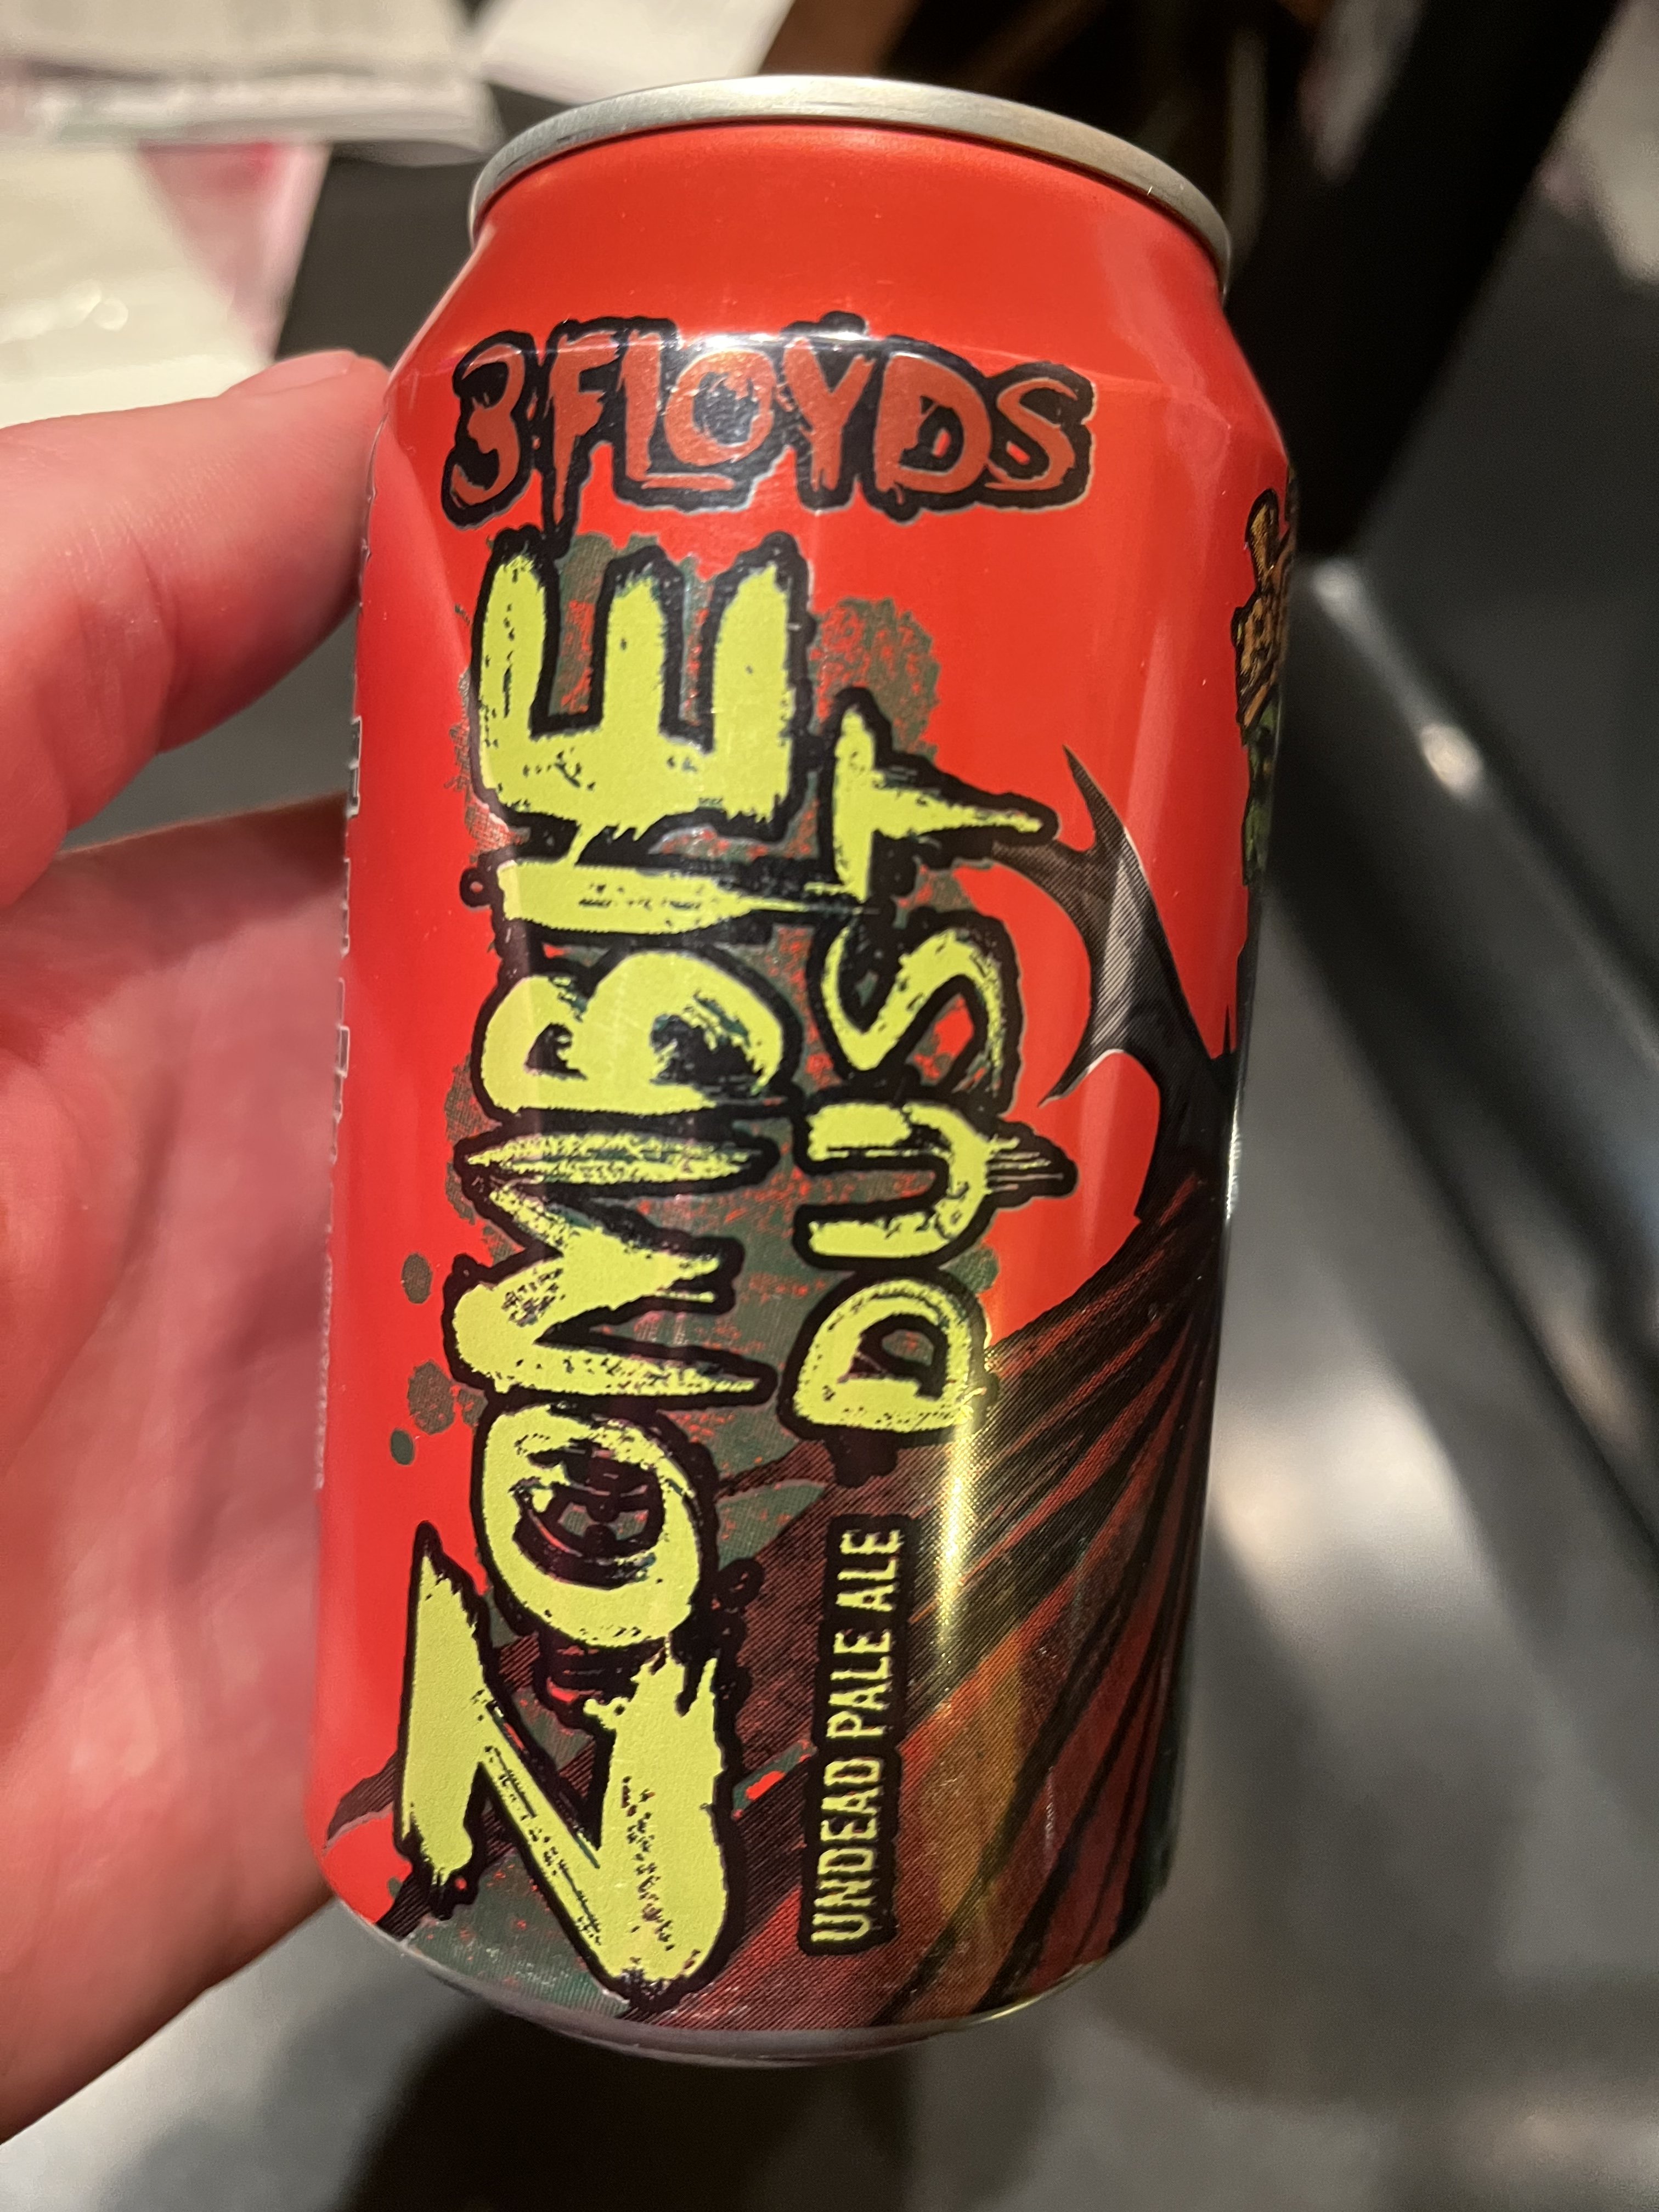 3 FLOYDS
ZOMBIE
DUST
UNDEAD PALE ALE